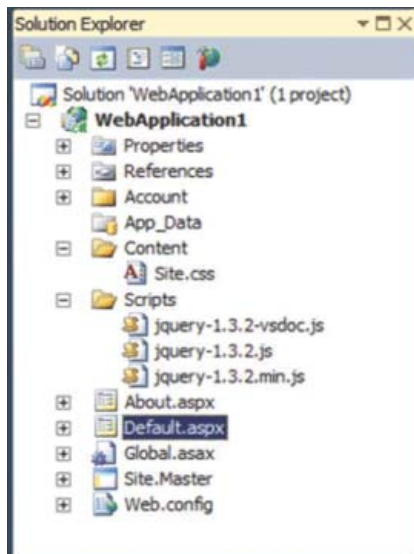 Solution Explorer
Solution 'WebApplication1' (1 project)
WebApplication1
Properties
References
Account
App_Data
Content
Site.css
Scripts
jquery-1.3.2-vsdoc.js
jquery-1.3.2.js
jquery-1.3.2.min.js
About.aspx
Default.aspx
Global.asax
Site.Master
Web.config